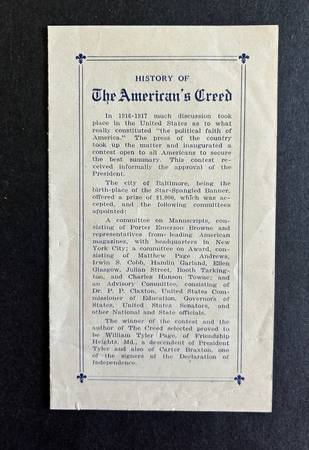 HISTORY OF
The American's Creed
In 1916-1917 much discussion took
place in the United States as to what
really constituted "the political faith of
America." The press of the country
took up the matter and inaugurated a
contest open to all Americans to secure
the best summary. This contest re-
ceived informally the approval of the
President.
The city of Baltimore, being the
birth-place of the Star-Spangled Banner,
offered a prize of $1,000, which was ac-
cepted, and the following committees
appointed:
A committee on Manuscripts, con-
sisting of Porter Emerson Browne and
representatives from leading American
magazines, with headquarters in New
York City; a committee on Award, con-
sisting of Matthew Page Andrews,
Irwin S. Cobb, Hamlin Garland, Ellen
Glasgow, Julian Street, Booth Tarking-
ton, and Charles Hanson Towne; and
an Advisory Committee, consisting of
Dr. P. P. Claxton, United States Com-
missioner of Education, Governor's of
States, United States Senators, and
other National and State officials.
The winner of the contest and the
author of The Creed selected proved to
be William Tyler Page, of Friendship
Heights, Md., a descendent of President
Tyler and also of Carter Braxton, one
of the signers of the Declaration of
Independence.